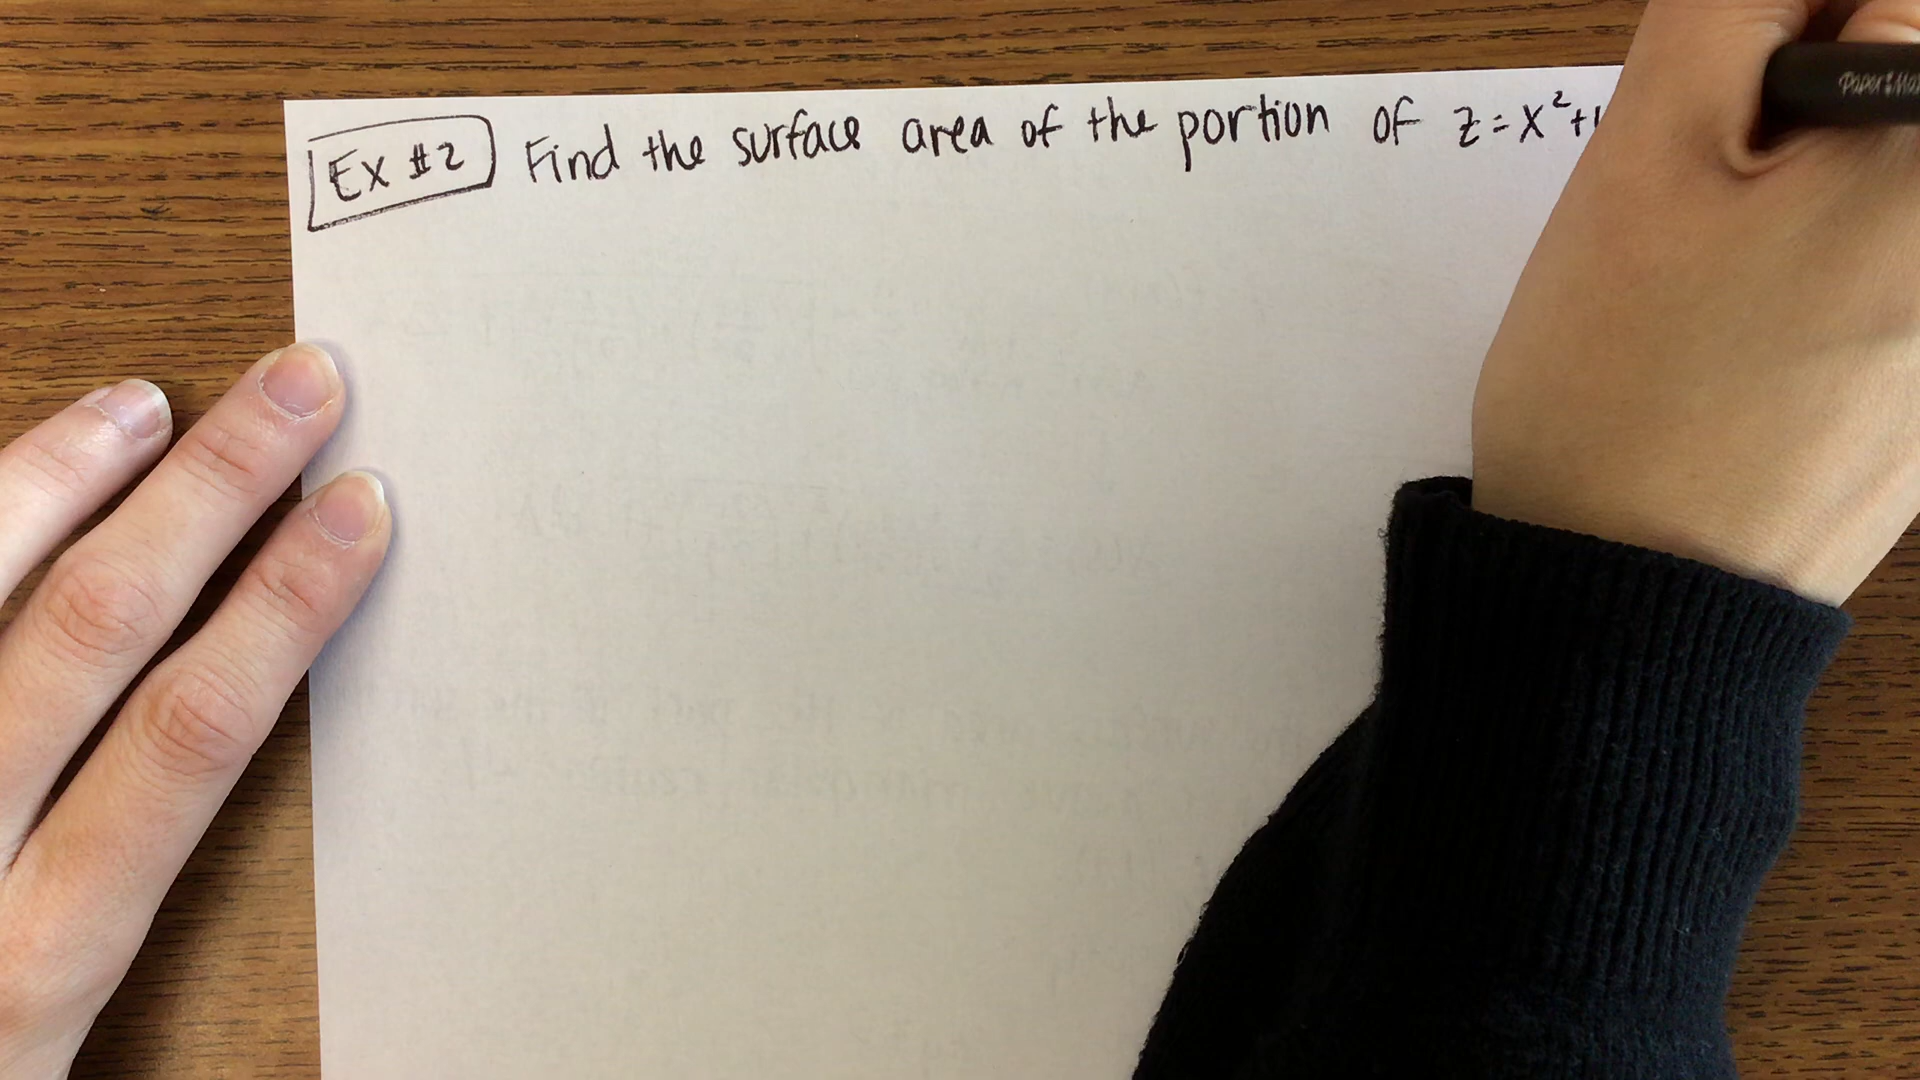 EX #2 Find the surface area of the portion of z = x²+